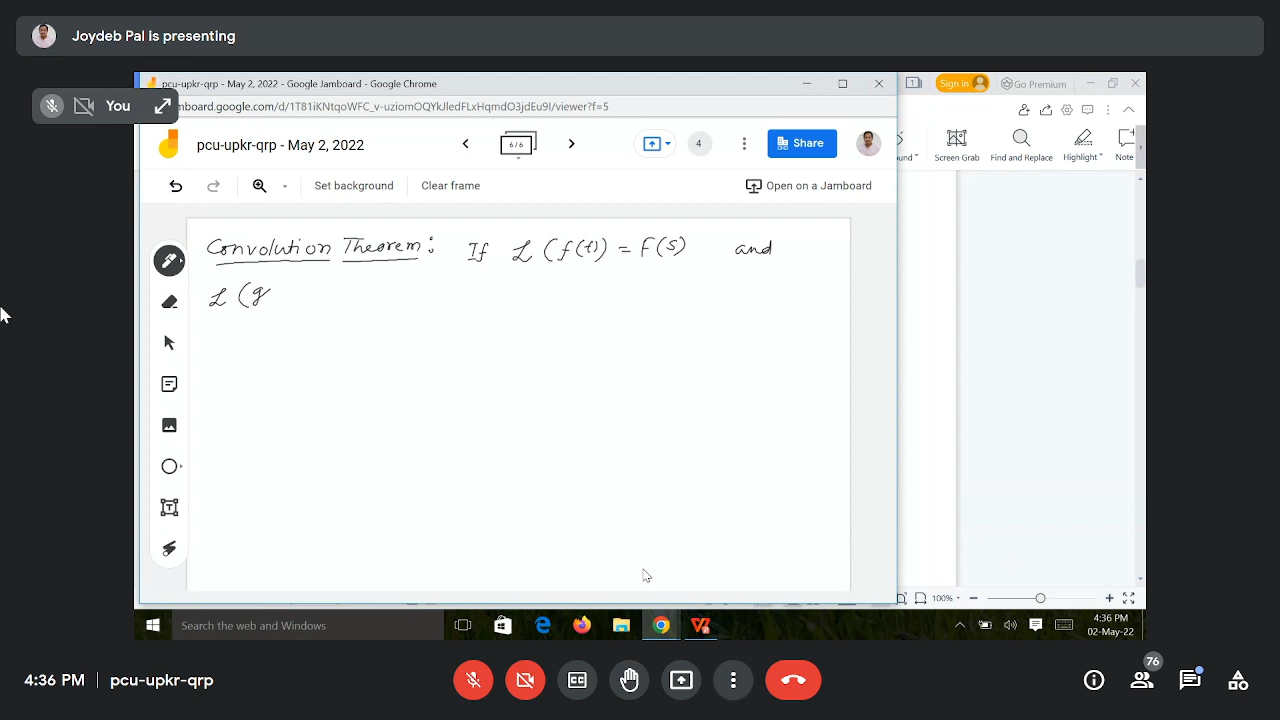 Joydeb Pal is presenting
pcu-upkr-qrp - May 2, 2022 - Google Jamboard - Google Chrome
Sign in
Go Premium
You
mboard.google.com/d/1T81iKNtqoWFC_v-uziomOQYkJledFLxHqmdO3jdEu9I/viewer?f=5
pcu-upkr-qrp - May 2, 2022
6/6
4
Share
Screen Grab
Find and Replace
Highlight
Note
Set background
Clear frame
Open on a Jamboard
Convolution Theorem: If L (f(t)) = F(s) and
L (g
100%
Search the web and Windows
4:36 PM
02-May-22
4:36 PM | pcu-upkr-qrp
76